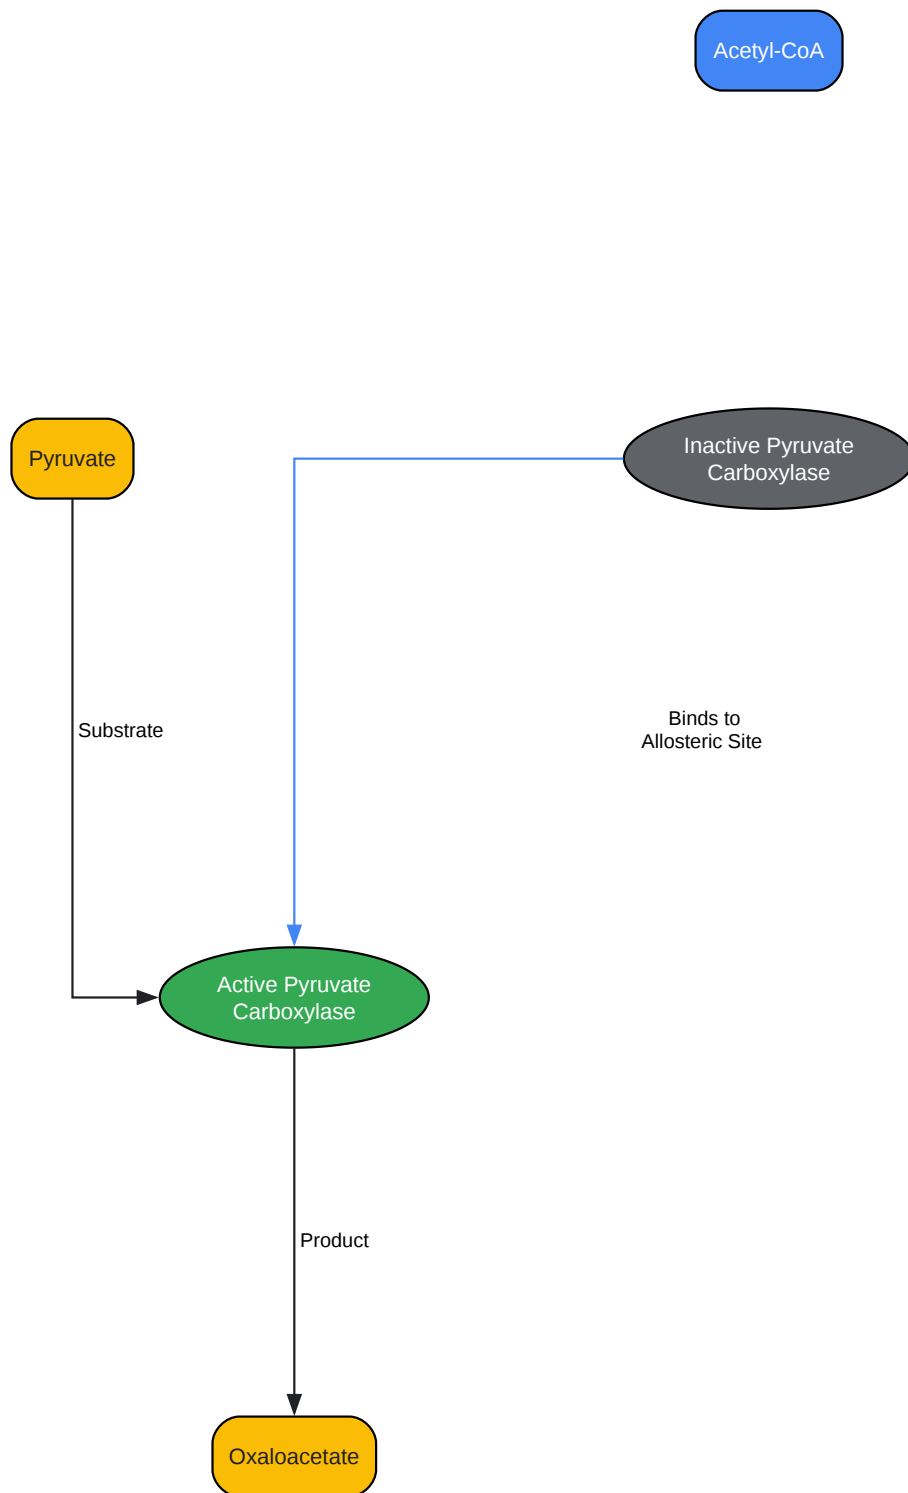 Acetyl-CoA
Pyruvate
Inactive Pyruvate
Carboxylase
Substrate
Binds to
Allosteric Site
Active Pyruvate
Carboxylase
Product
Oxaloacetate